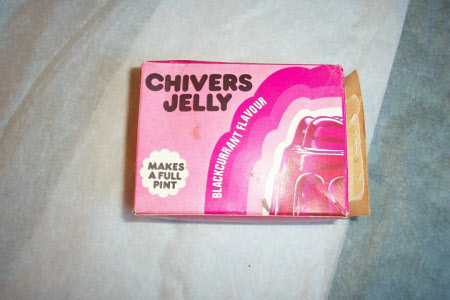 CHIVERS
JELLY
BLACKCURRANT FLAVOUR
MAKES
A FULL
PINT